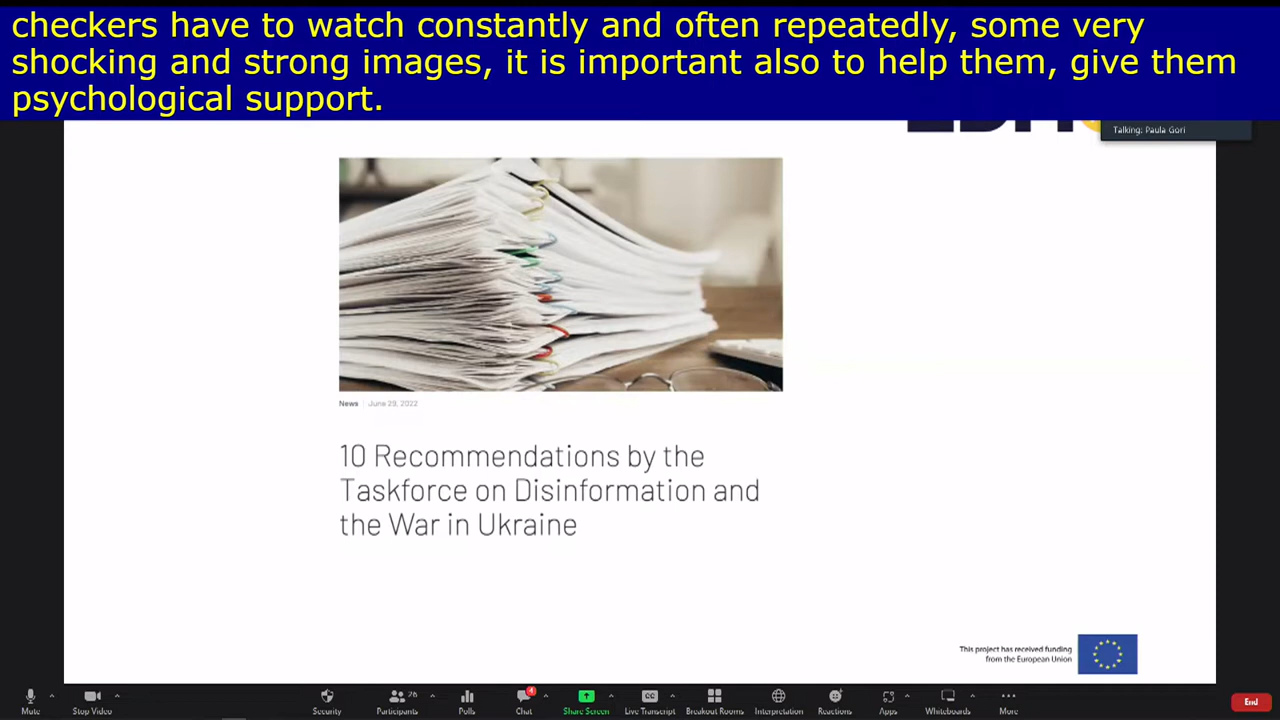 checkers have to watch constantly and often repeatedly, some very
shocking and strong images, it is important also to help them, give them
psychological support.
Talking: Paula Gori
News June 29, 2022
10 Recommendations by the
Taskforce on Disinformation and
the War in Ukraine
This project has received funding
from the European Union
26
4
Mute
Stop Video
Security
Participants
Polls
Chat
Share Screen
CC
Live Transcript
Breakout Rooms
Interpretation
Reactions
Apps
Whiteboards
More
End